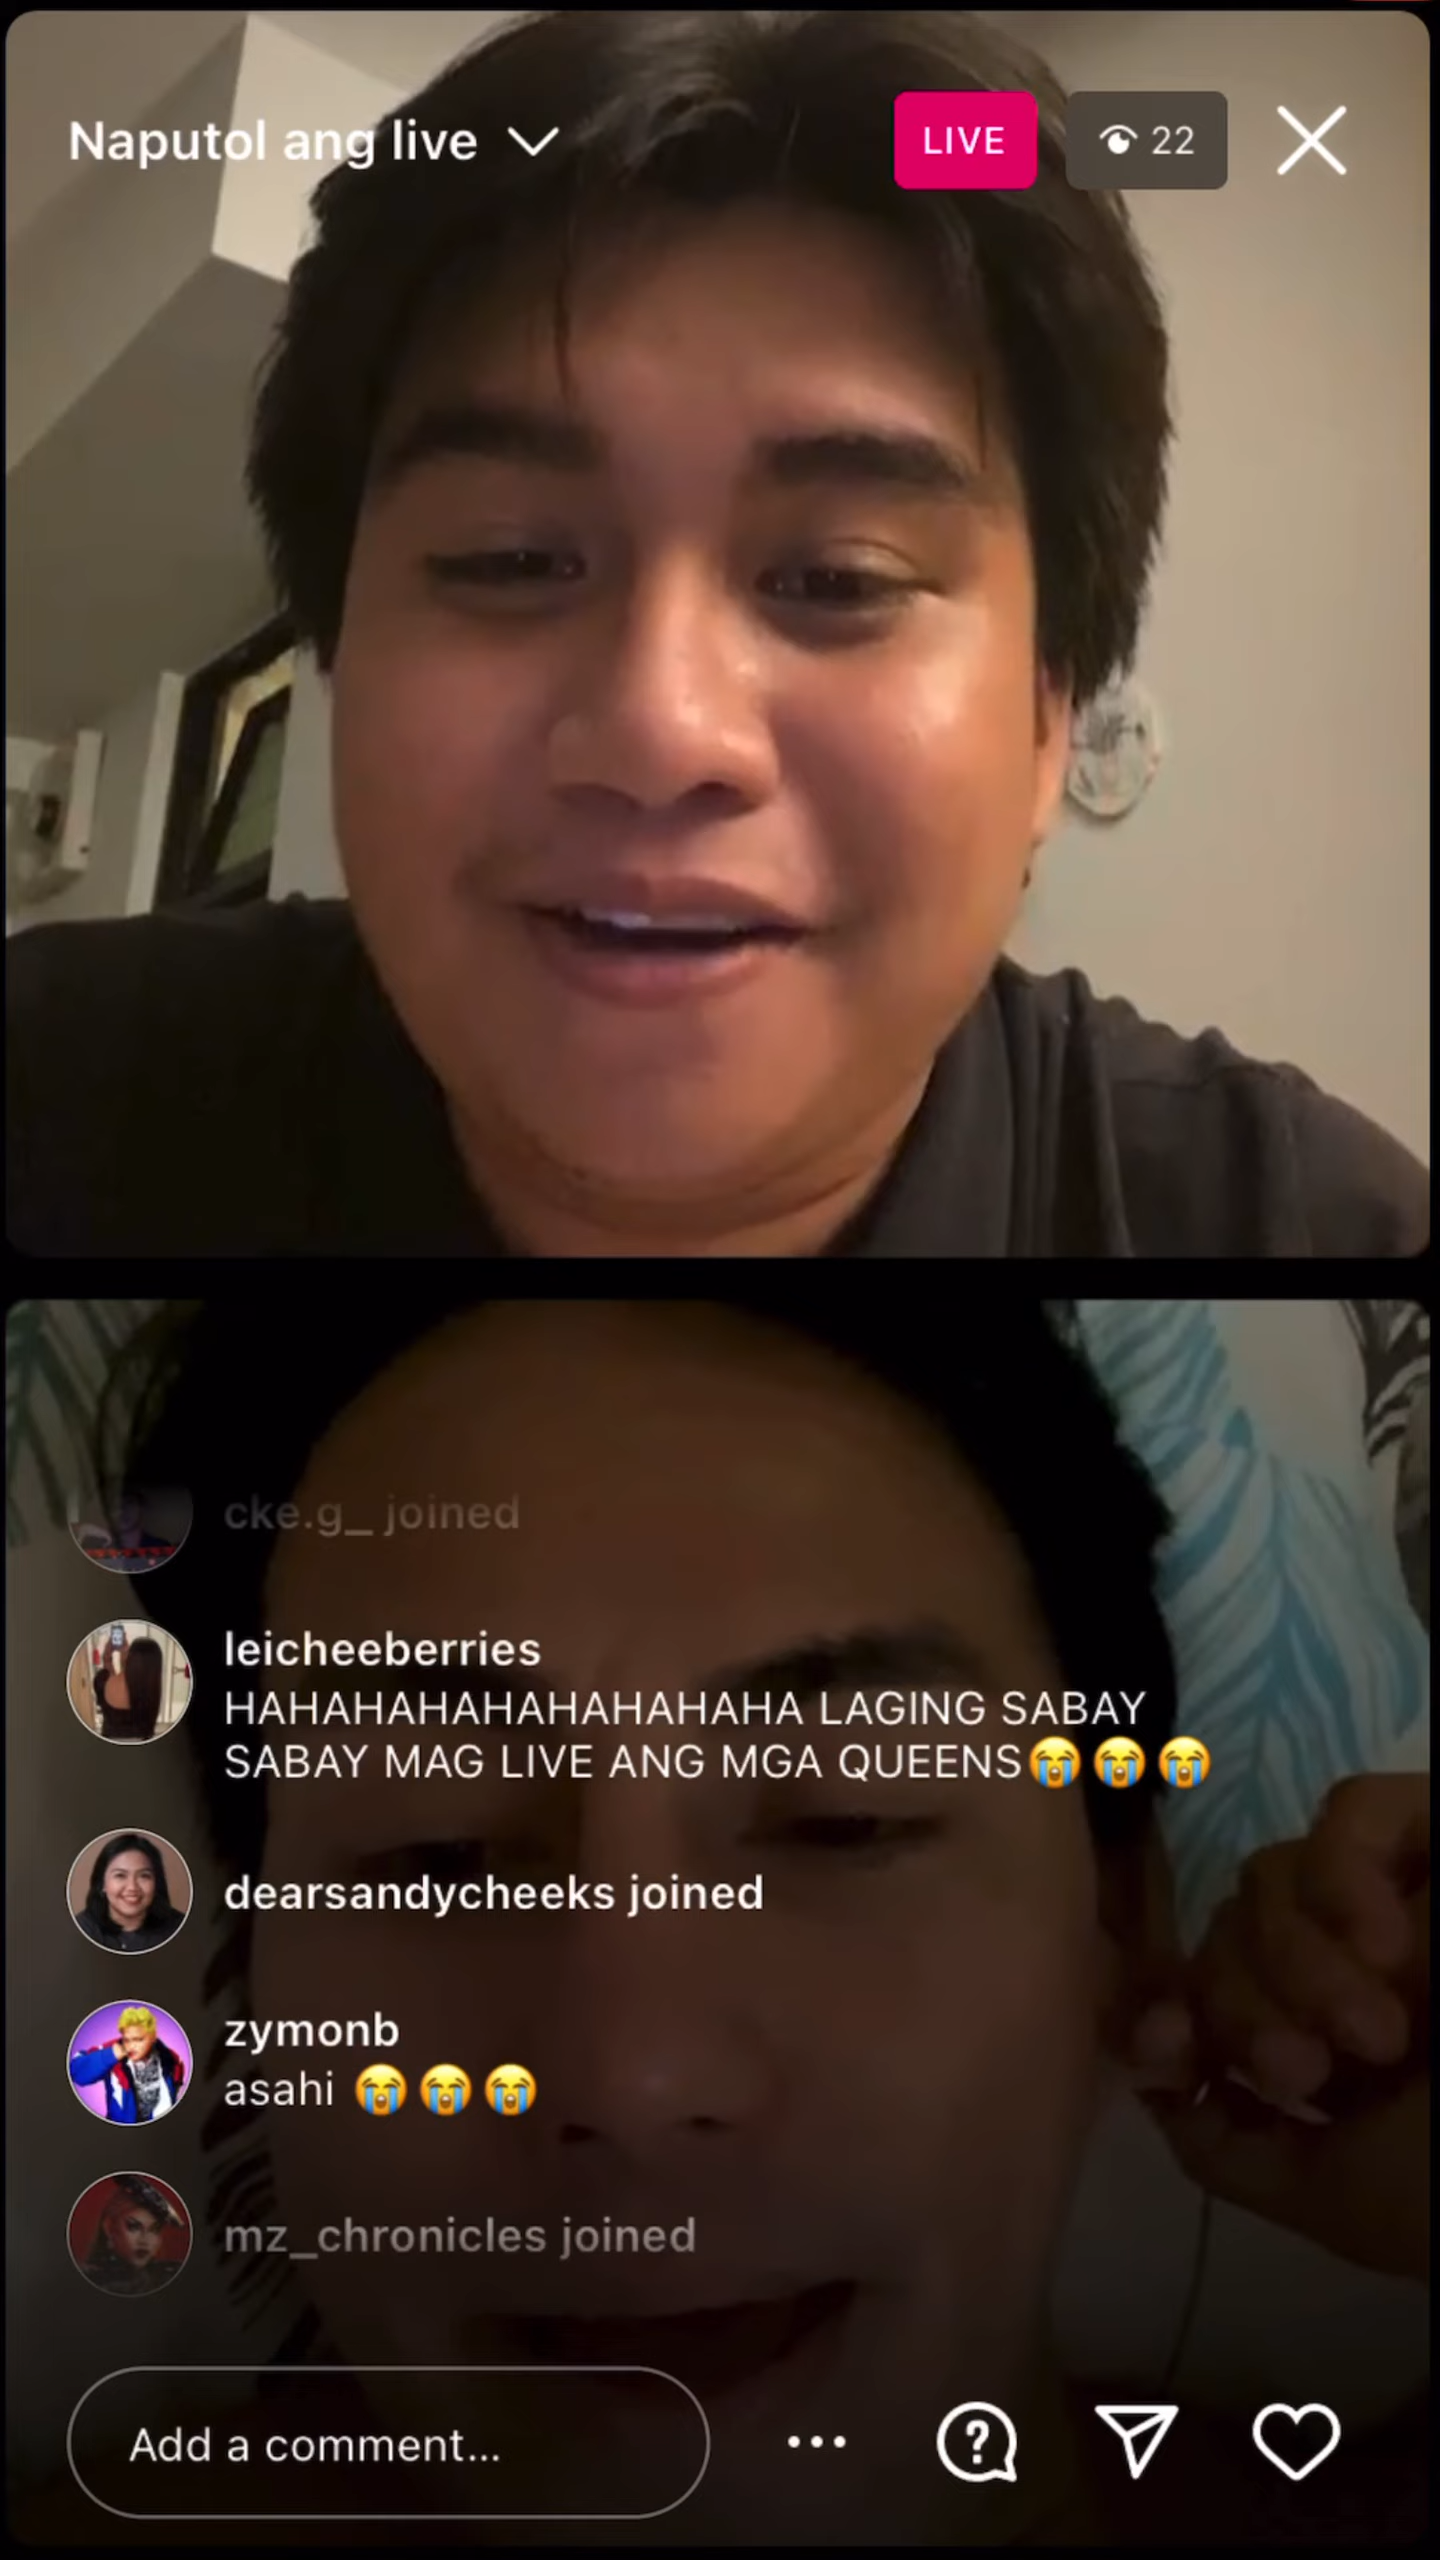 Naputol ang live
LIVE
22
cke.g_ joined
leicheeberries
HAHAHAHAHAHAHAHAHA LAGING SABAY
SABAY MAG LIVE ANG MGA QUEENS😭😭😭
dearsandycheeks joined
zymonb
asahi 😭😭😭
mz_chronicles joined
Add a comment...